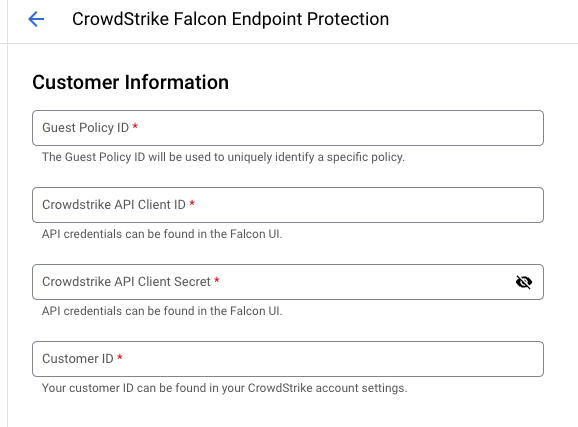 CrowdStrike Falcon Endpoint Protection
Customer Information
Guest Policy ID *
The Guest Policy ID will be used to uniquely identify a specific policy.
Crowdstrike API Client ID *
API credentials can be found in the Falcon UI.
Crowdstrike API Client Secret *
API credentials can be found in the Falcon UI.
Customer ID *
Your customer ID can be found in your CrowdStrike account settings.